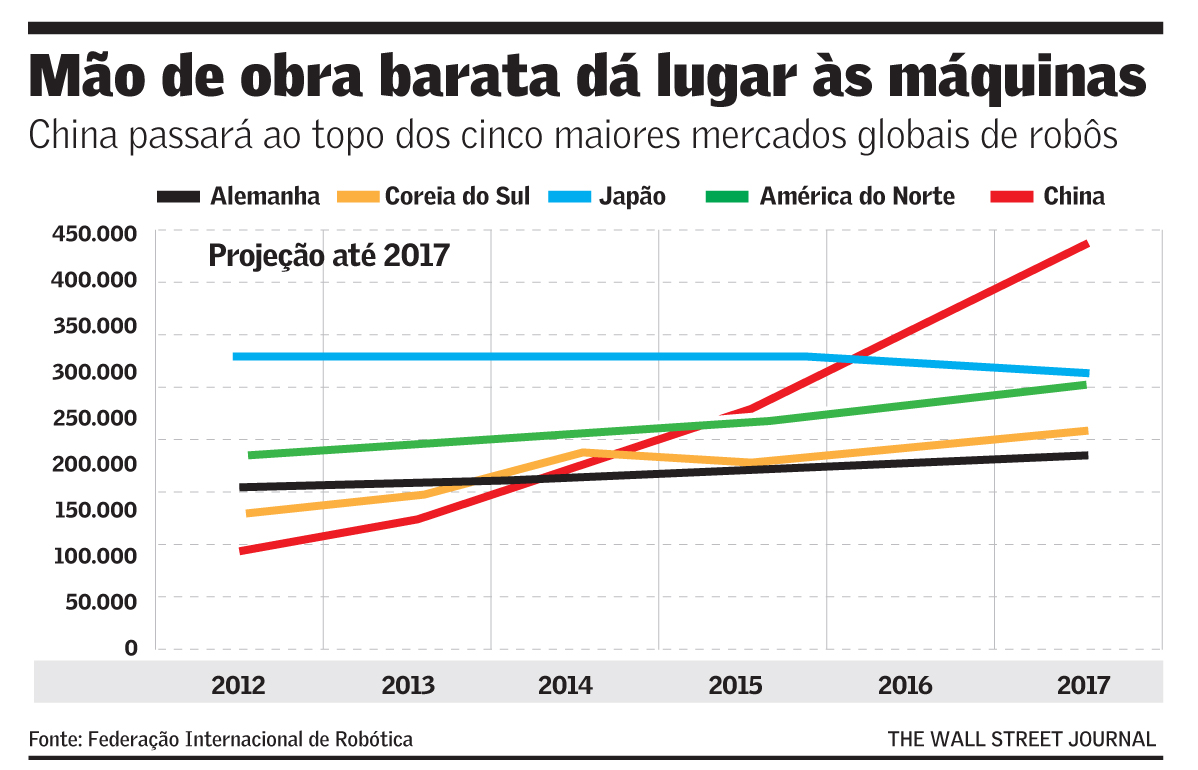 Mão de obra barata dá lugar às máquinas
China passará ao topo dos cinco maiores mercados globais de robôs
Alemanha Coreia do Sul Japão América do Norte China
Projeção até 2017
450.000
400.000
350.000
300.000
250.000
200.000
150.000
100.000
50.000
0
2012 2013 2014 2015 2016 2017
Fonte: Federação Internacional de Robótica
THE WALL STREET JOURNAL